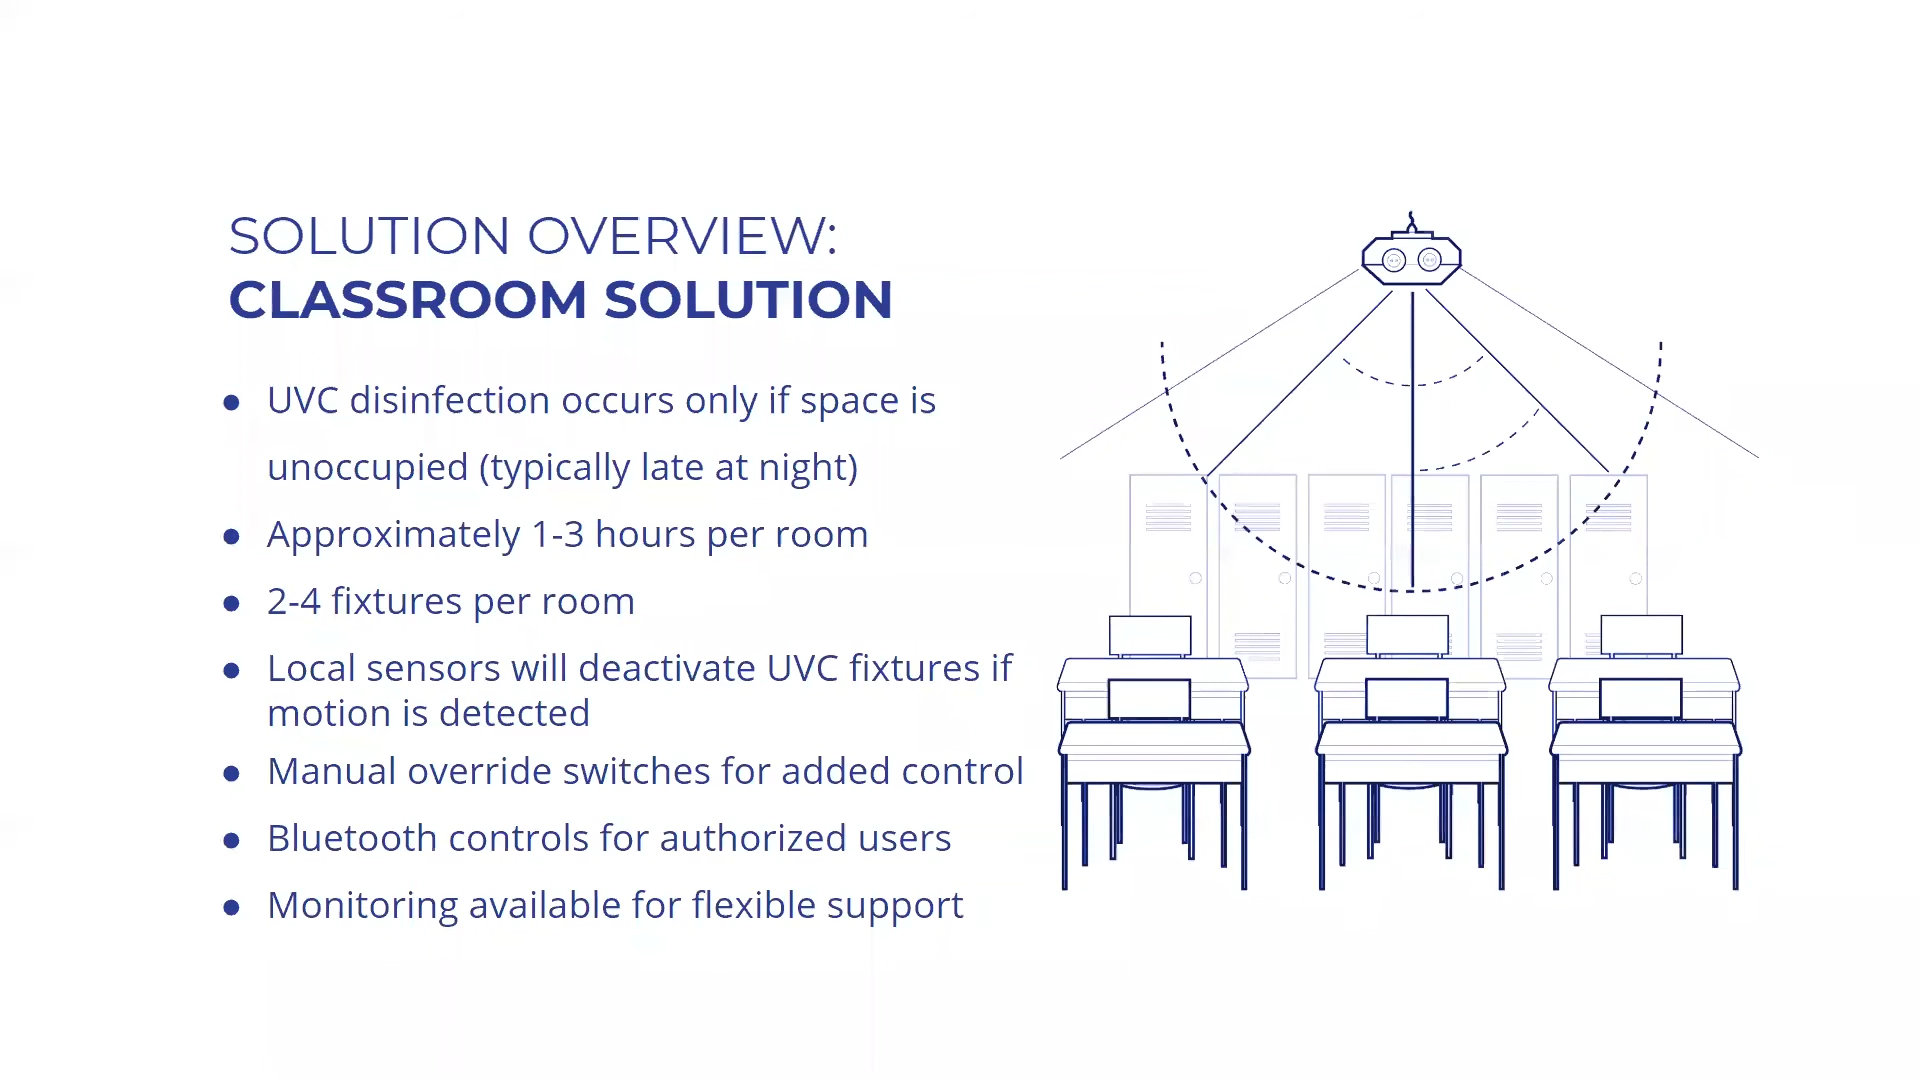 SOLUTION OVERVIEW:
CLASSROOM SOLUTION
● UVC disinfection occurs only if space is
unoccupied (typically late at night)
● Approximately 1-3 hours per room
● 2-4 fixtures per room
● Local sensors will deactivate UVC fixtures if
motion is detected
● Manual override switches for added control
● Bluetooth controls for authorized users
● Monitoring available for flexible support